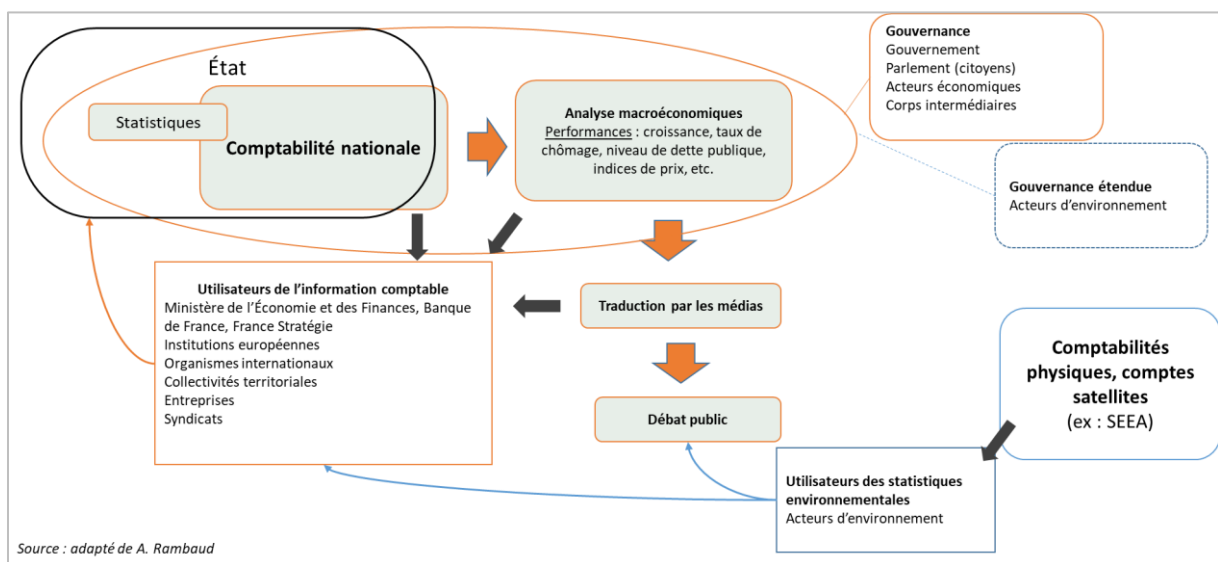 État
Statistiques
Comptabilité nationale
Analyse macroéconomiques
Performances : croissance, taux de
chômage, niveau de dette publique,
indices de prix, etc.
Gouvernance
Gouvernement
Parlement (citoyens)
Acteurs économiques
Corps intermédiaires
Gouvernance étendue
Acteurs d’environnement
Utilisateurs de l’information comptable
Ministère de l’Économie et des Finances, Banque
de France, France Stratégie
Institutions européennes
Organismes internationaux
Collectivités territoriales
Entreprises
Syndicats
Traduction par les médias
Débat public
Comptabilités
physiques, comptes
satellites
(ex : SEEA)
Utilisateurs des statistiques
environnementales
Acteurs d’environnement
Source : adapté de A. Rambaud